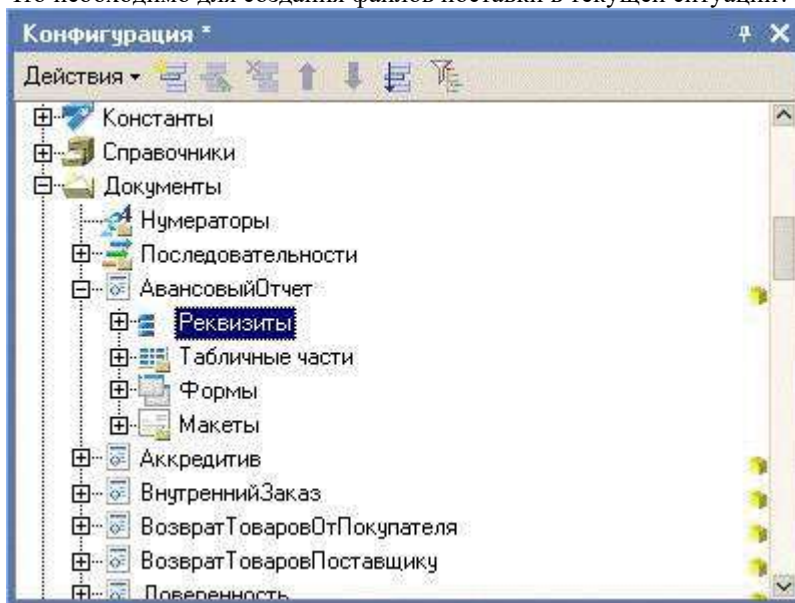 Что необходимо для создания файлов поставки в текущей ситуации?
Конфигурация *
Действия
Константы
Справочники
Документы
Нумераторы
Последовательности
АвансовыйОтчет
Реквизиты
Табличные части
Формы
Макеты
Аккредитив
ВнутреннийЗаказ
ВозвратТоваровОтПокупателя
ВозвратТоваровПоставщику
Доверенность